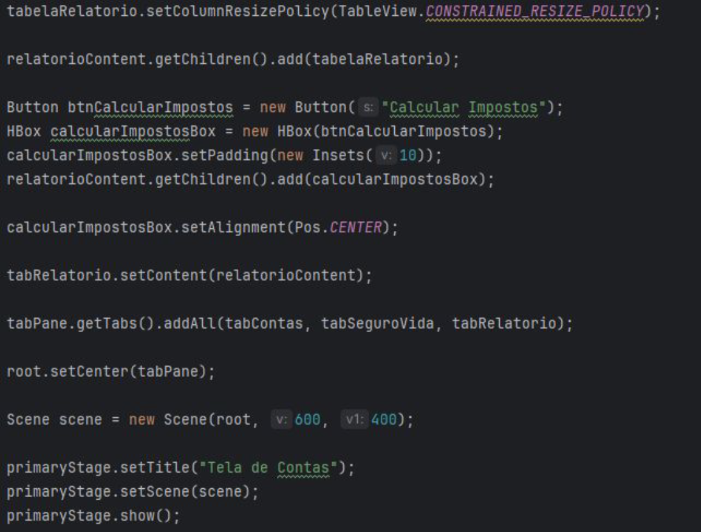 tabelaRelatorio.setColumnResizePolicy(TableView.CONSTRAINED_RESIZE_POLICY);
relatorioContent.getChildren().add(tabelaRelatorio);
Button btnCalcularImpostos = new Button( s: "Calcular Impostos");
HBox calcularImpostosBox = new HBox(btnCalcularImpostos);
calcularImpostosBox.setPadding(new Insets( v: 10));
relatorioContent.getChildren().add(calcularImpostosBox);
calcularImpostosBox.setAlignment(Pos.CENTER);
tabRelatorio.setContent(relatorioContent);
tabPane.getTabs().addAll(tabContas, tabSeguroVida, tabRelatorio);
root.setCenter(tabPane);
Scene scene = new Scene(root, v: 600, v1: 400);
primaryStage.setTitle("Tela de Contas");
primaryStage.setScene(scene);
primaryStage.show();